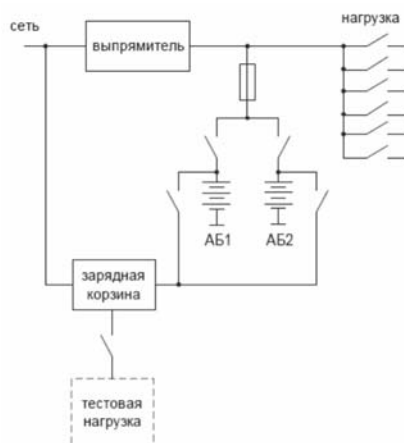 сеть
выпрямитель
нагрузка
АБ1
АБ2
зарядная
корзина
тестовая
нагрузка